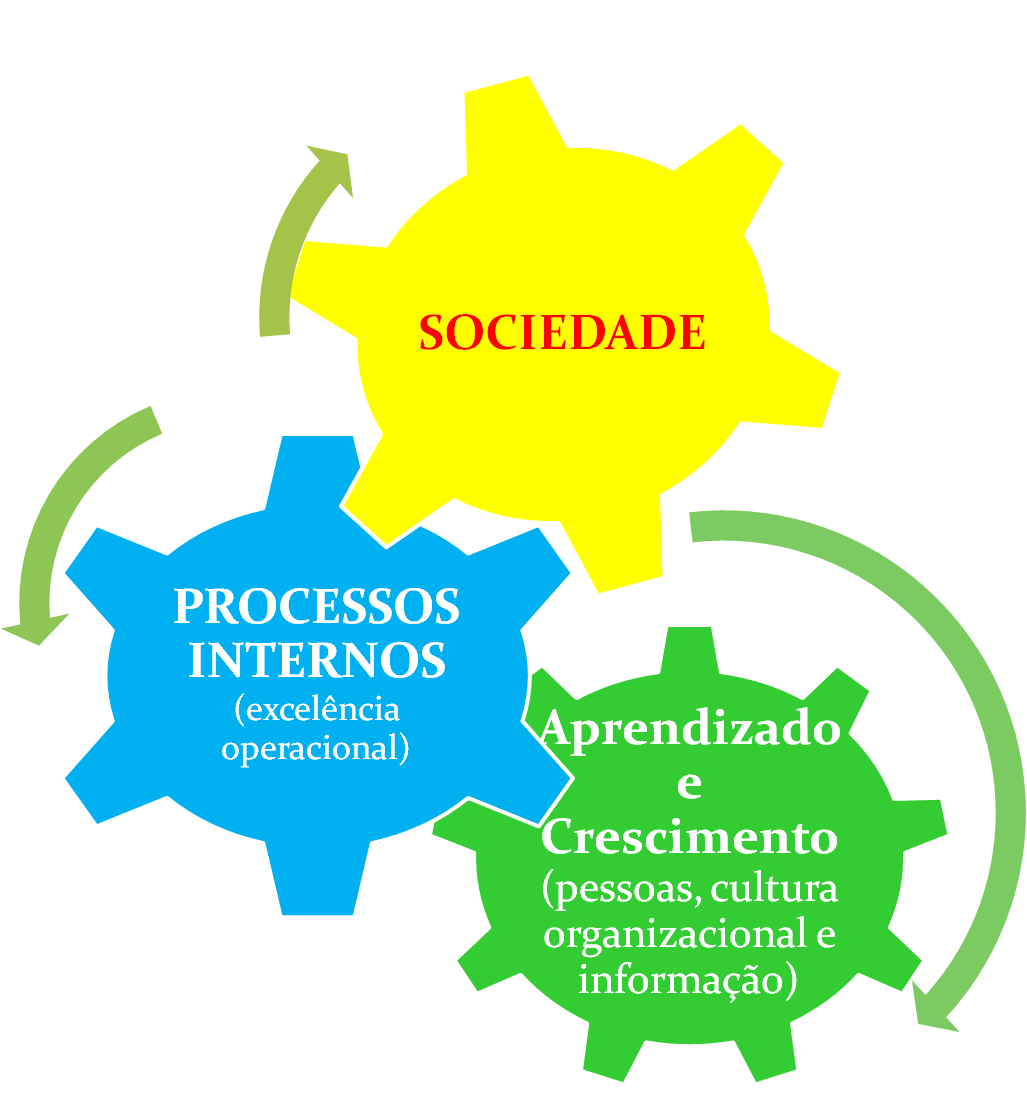 SOCIEDADE
PROCESSOS
INTERNOS
(excelência
operacional)
Aprendizado
e
Crescimento
(pessoas, cultura
organizacional e
informação)